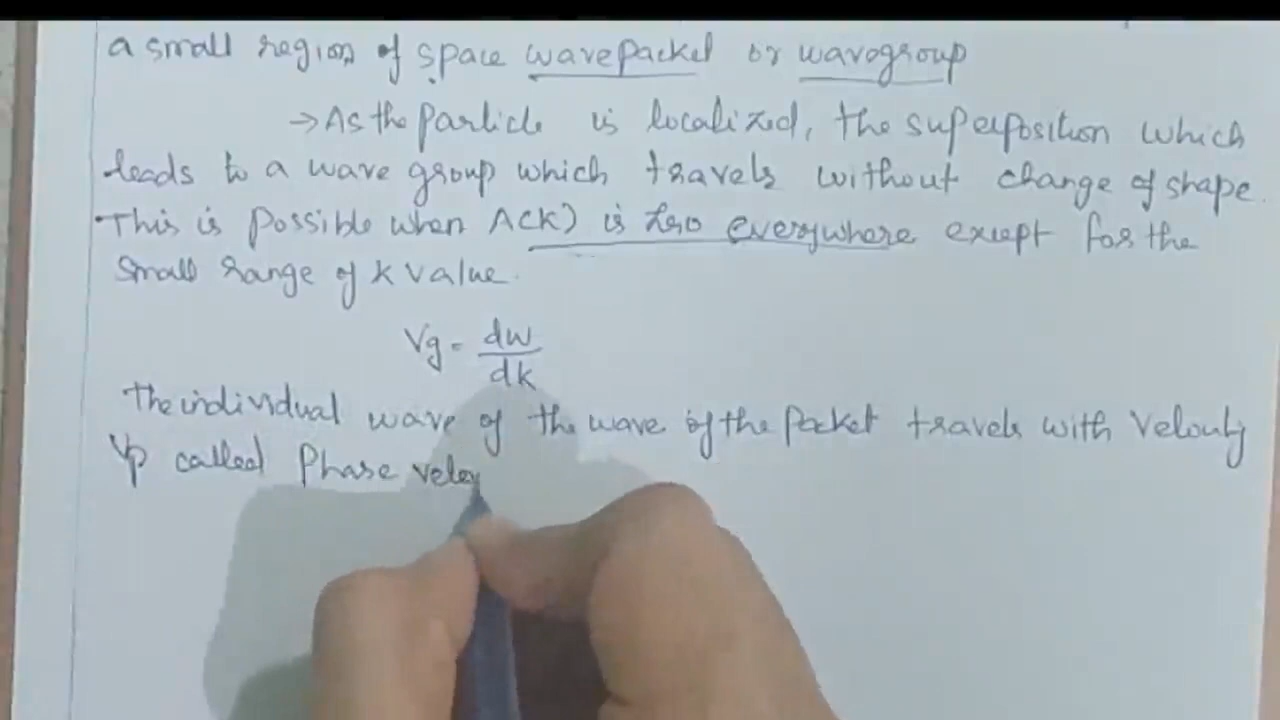 a small region of space wavepacket or wavegroup
→ As the particle is localized, the superposition which
leads to a wave group which travels without change of shape.
This is possible when A(K) is zero everywhere except for the
small range of k value.
Vg = dw
dk
The individual wave of the wave of the packet travels with velocity
Vp called Phase velo